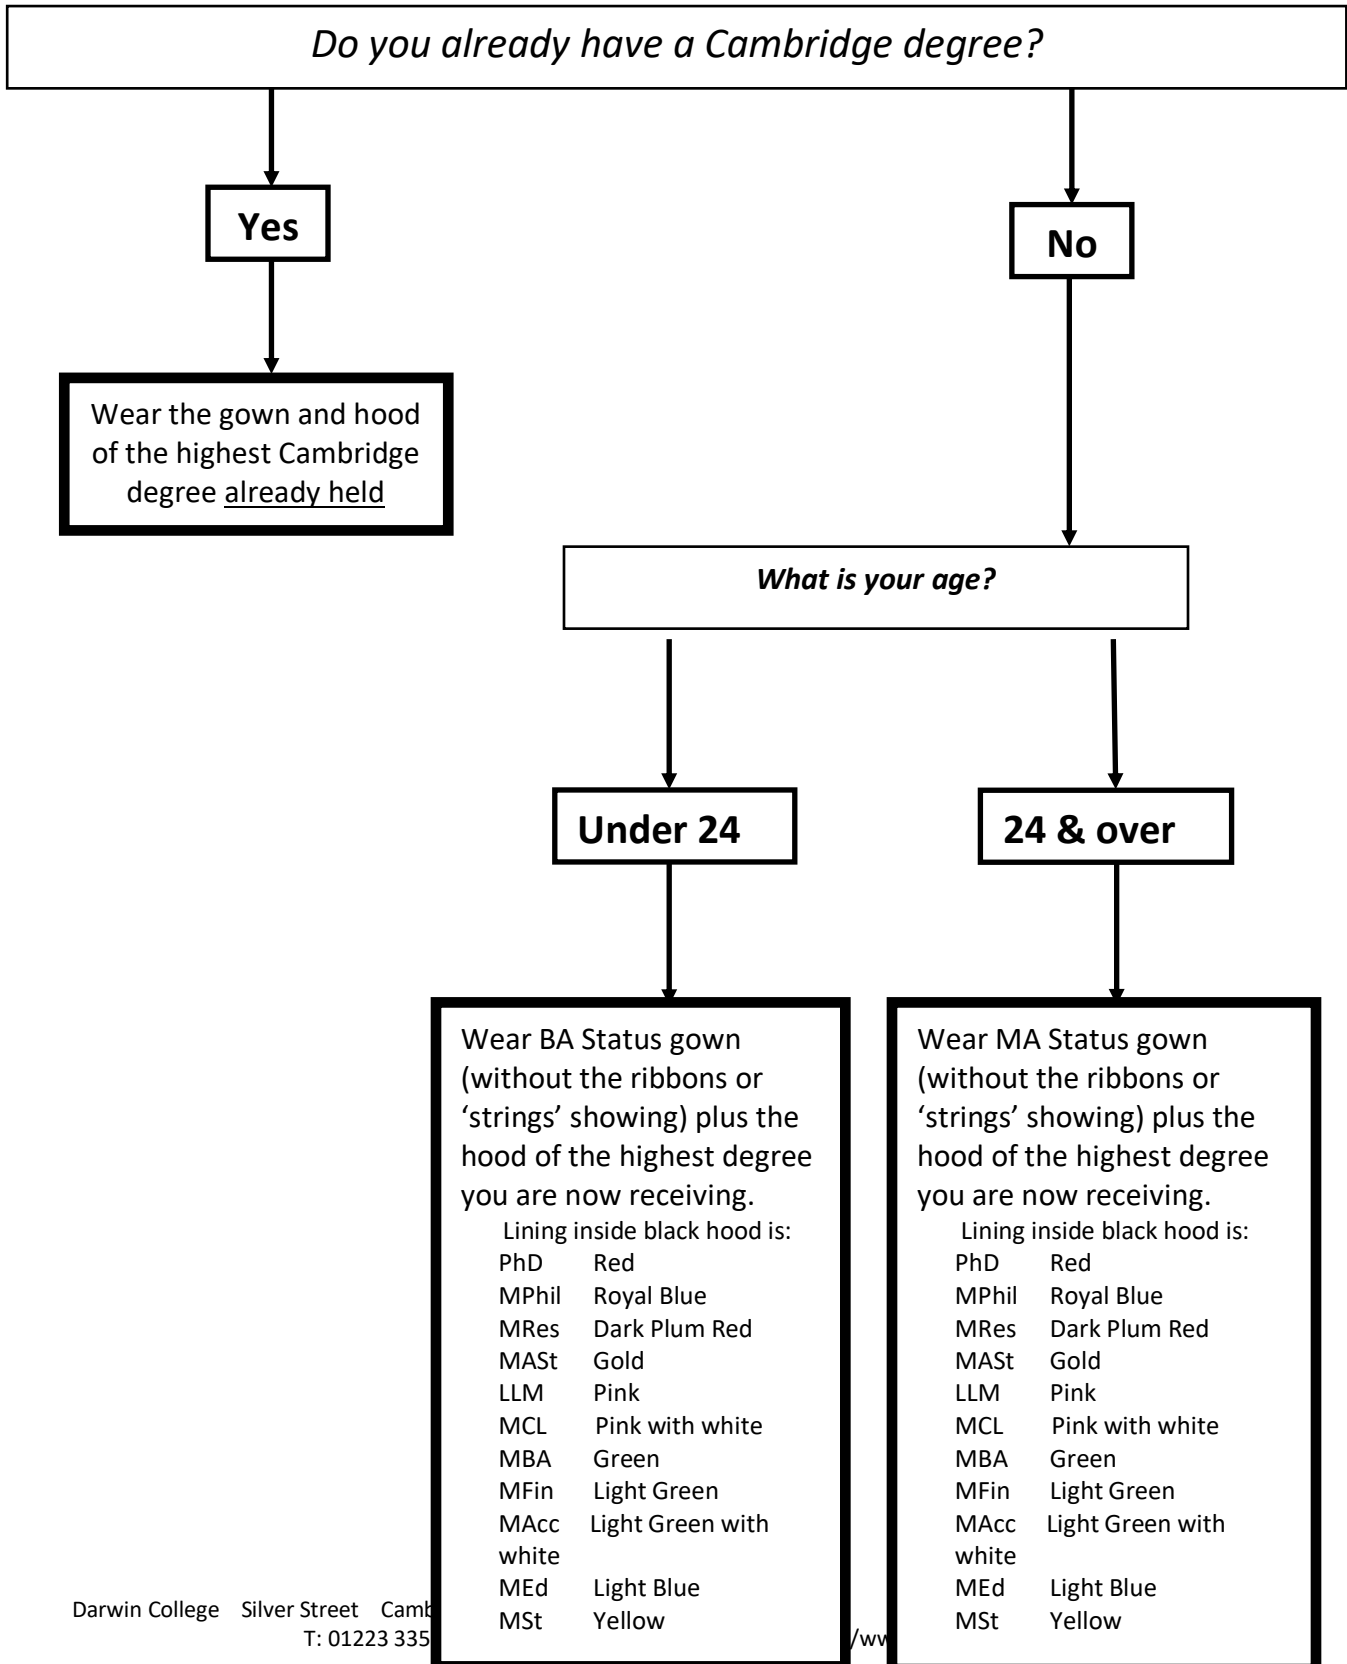 Do you already have a Cambridge degree?
Yes
No
Wear the gown and hood
of the highest Cambridge
degree already held
What is your age?
Under 24
24 & over
Wear BA Status gown
(without the ribbons or
‘strings’ showing) plus the
hood of the highest degree
you are now receiving.
Lining inside black hood is:
PhD Red
MPhil Royal Blue
MRes Dark Plum Red
MASt Gold
LLM Pink
MCL Pink with white
MBA Green
MFin Light Green
MAcc Light Green with
white
MEd Light Blue
MSt Yellow
Wear MA Status gown
(without the ribbons or
‘strings’ showing) plus the
hood of the highest degree
you are now receiving.
Lining inside black hood is:
PhD Red
MPhil Royal Blue
MRes Dark Plum Red
MASt Gold
LLM Pink
MCL Pink with white
MBA Green
MFin Light Green
MAcc Light Green with
white
MEd Light Blue
MSt Yellow
Darwin College Silver Street
T: 01223 335